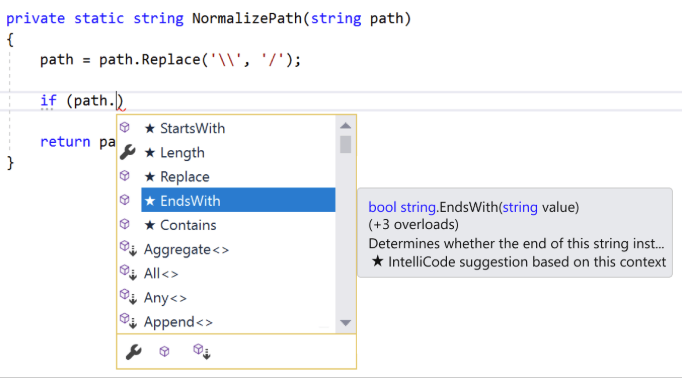 private static string NormalizePath(string path)
{
path = path.Replace('\\', '/');
if (path.)
★ StartsWith
★ Length
return pa
★ Replace
}
★ EndsWith
★ Contains
Aggregate<>
All<>
Any<>
Append<>
bool string.EndsWith(string value)
(+3 overloads)
Determines whether the end of this string inst...
★ IntelliCode suggestion based on this context